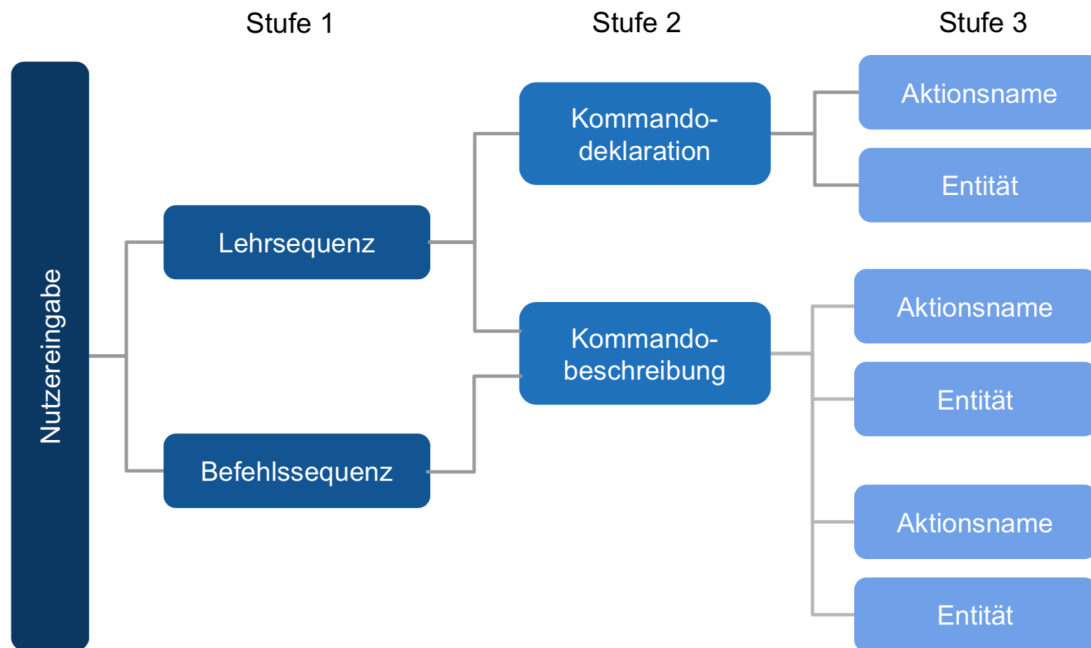 Stufe 1
Stufe 2
Stufe 3
Nutzereingabe
Lehrsequenz
Befehlssequenz
Kommando-
deklaration
Kommando-
beschreibung
Aktionsname
Entität
Aktionsname
Entität
Aktionsname
Entität